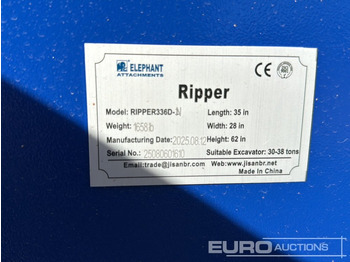 ELEPHANT
ATTACHMENTS
CE
Ripper
Model: RIPPER336D-
Length: 35 in
Weight: 1658lb
Width: 28 in
Manufacturing Date: 2025.08.12
Height: 62 in
Serial No.: 25080601610
Suitable Excavator: 30-38 tons
Email:trade@jisanbr.com
Web:www.jisanbr.net
Made In China
EURO AUCTIONS